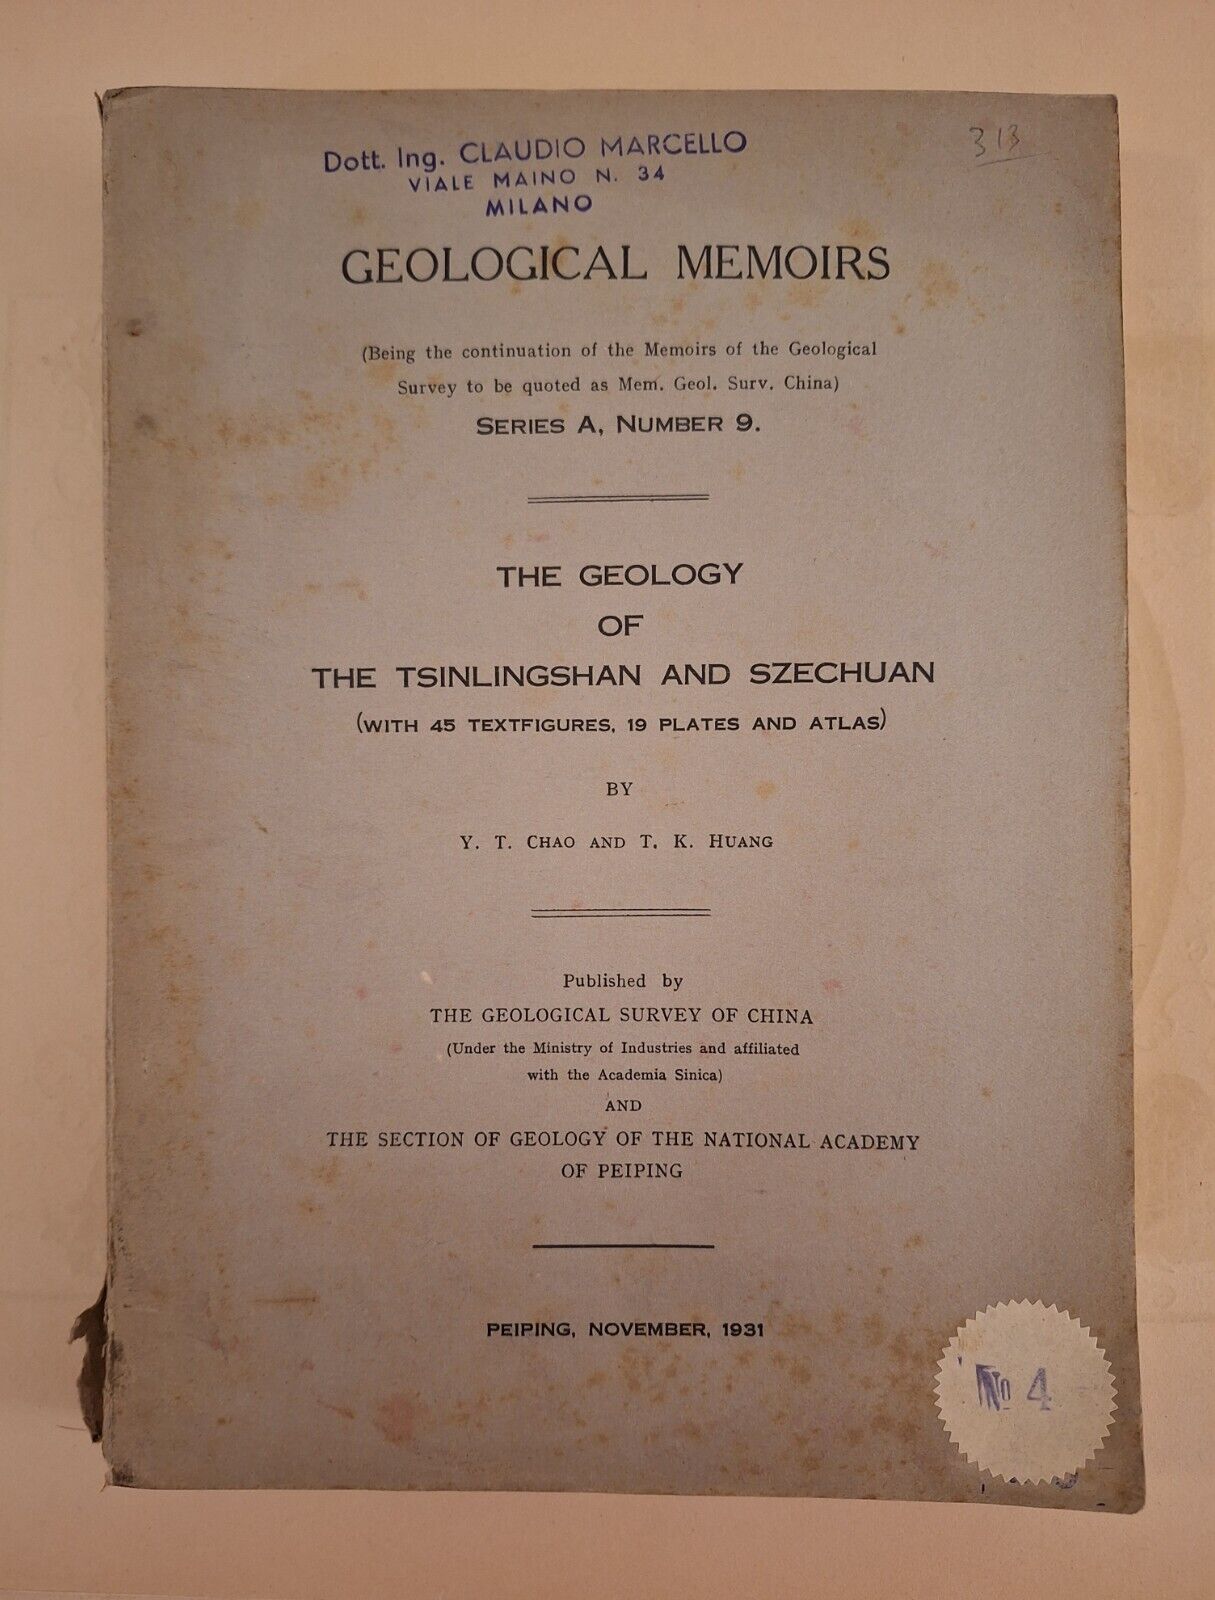 Dott. Ing. CLAUDIO MARCELLO
VIALE MAINO N. 34
MILANO
313
GEOLOGICAL MEMOIRS
(Being the continuation of the Memoirs of the Geological
Survey to be quoted as Mem. Geol. Surv. China)
SERIES A, NUMBER 9.
THE GEOLOGY
OF
THE TSINLINGSHAN AND SZECHUAN
(WITH 45 TEXTFIGURES, 19 PLATES AND ATLAS)
BY
Y. T. CHAO AND T. K. HUANG
Published by
THE GEOLOGICAL SURVEY OF CHINA
(Under the Ministry of Industries and affiliated
with the Academia Sinica)
AND
THE SECTION OF GEOLOGY OF THE NATIONAL ACADEMY
OF PEIPING
PEIPING, NOVEMBER, 1931
No 4